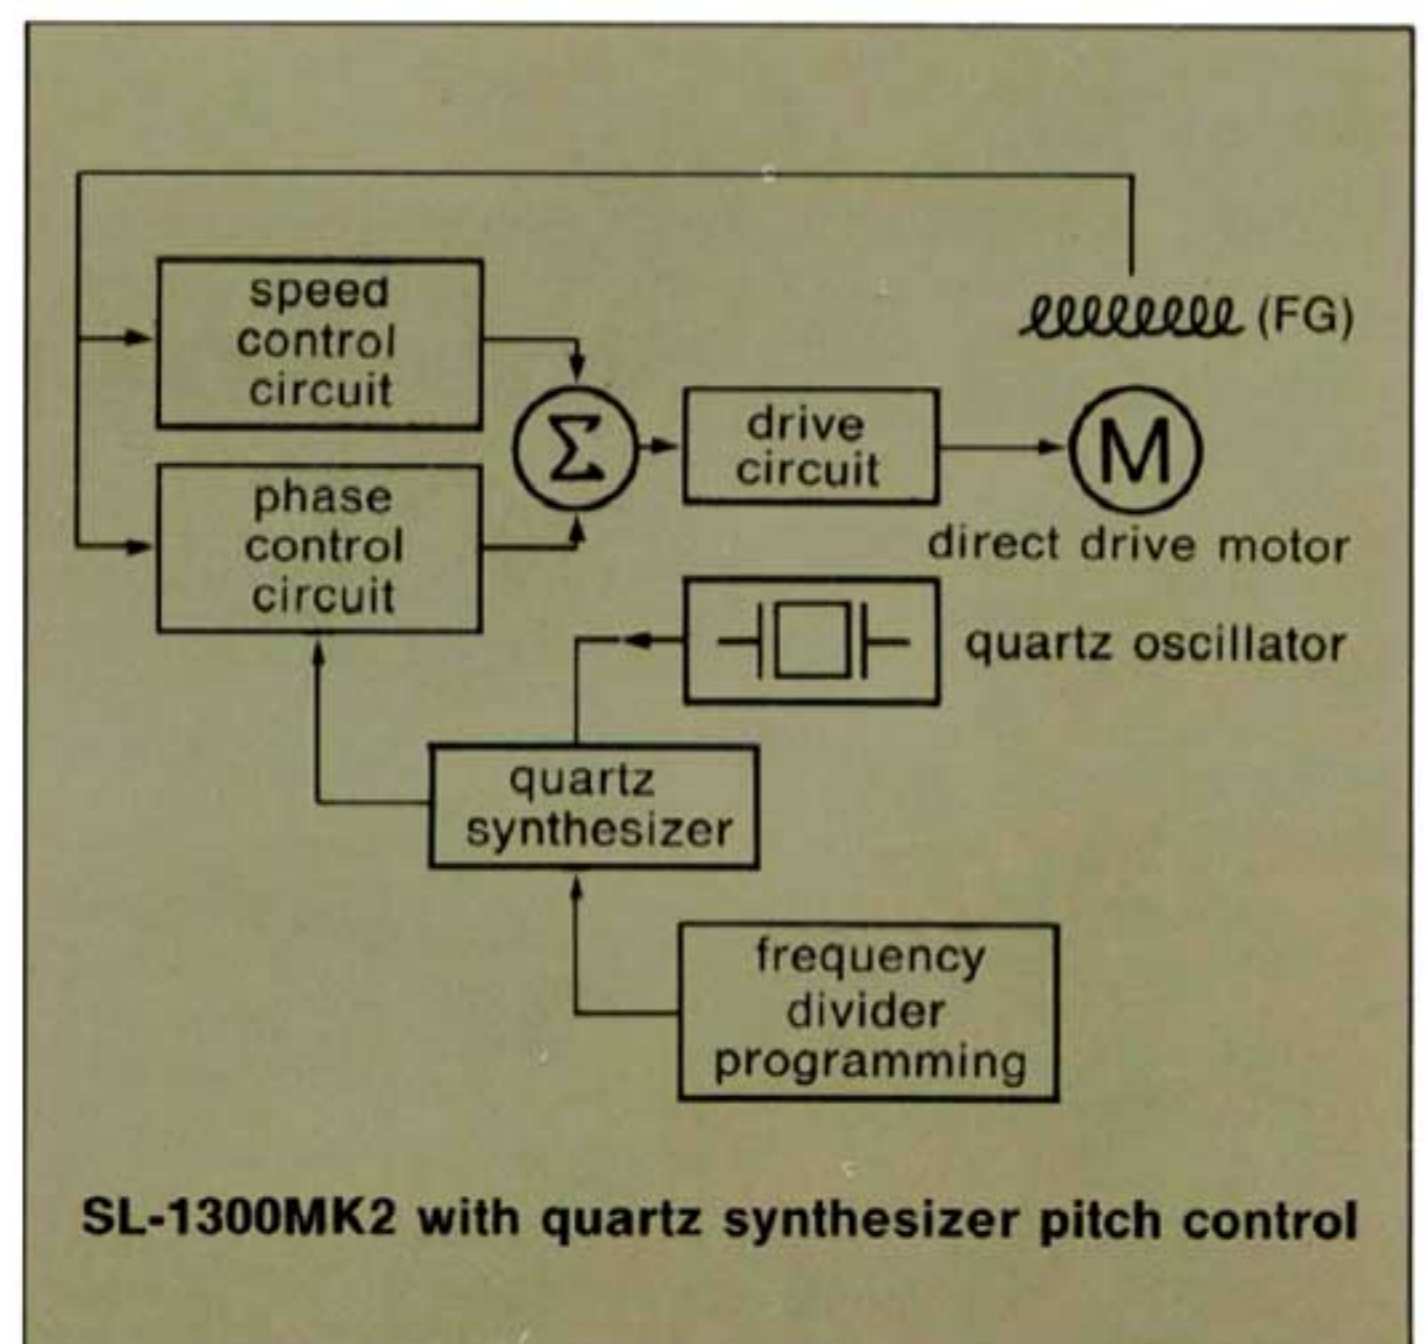 speed
control
circuit
(FG)
Σ
drive
circuit
M
phase
control
circuit
direct drive motor
quartz oscillator
quartz
synthesizer
frequency
divider
programming
SL-1300MK2 with quartz synthesizer pitch control